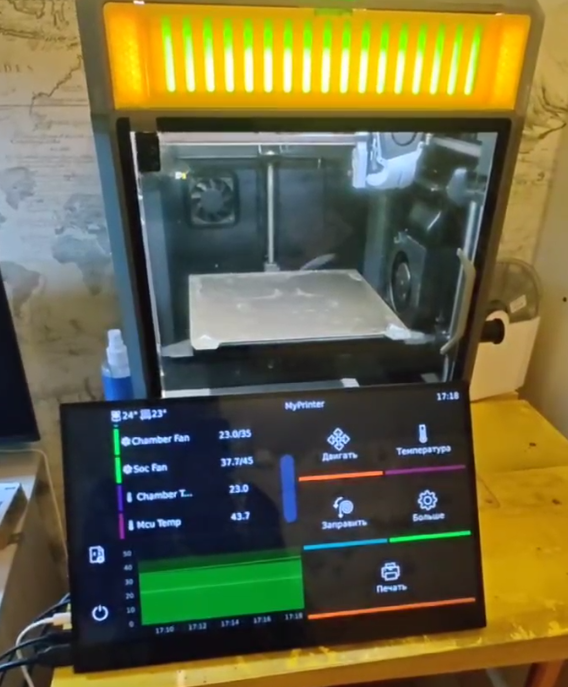 24° 23°
MyPrinter
17:18
Chamber Fan 23.0/35
Soc Fan 37.7/45
Chamber T... 23.0
Mcu Temp 43.7
Двигать
Температура
Заправить
Больше
Печать
50
40
30
20
10
0
17:10 17:12 17:14 17:16 17:18